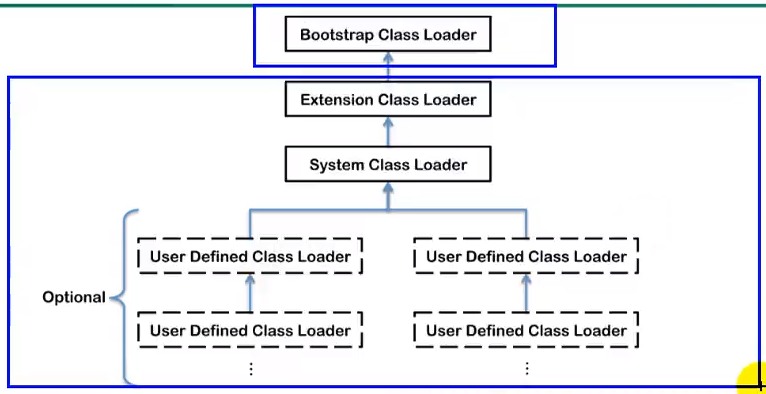 Bootstrap Class Loader
Extension Class Loader
System Class Loader
User Defined Class Loader
User Defined Class Loader
Optional
User Defined Class Loader
User Defined Class Loader
⋮
⋮